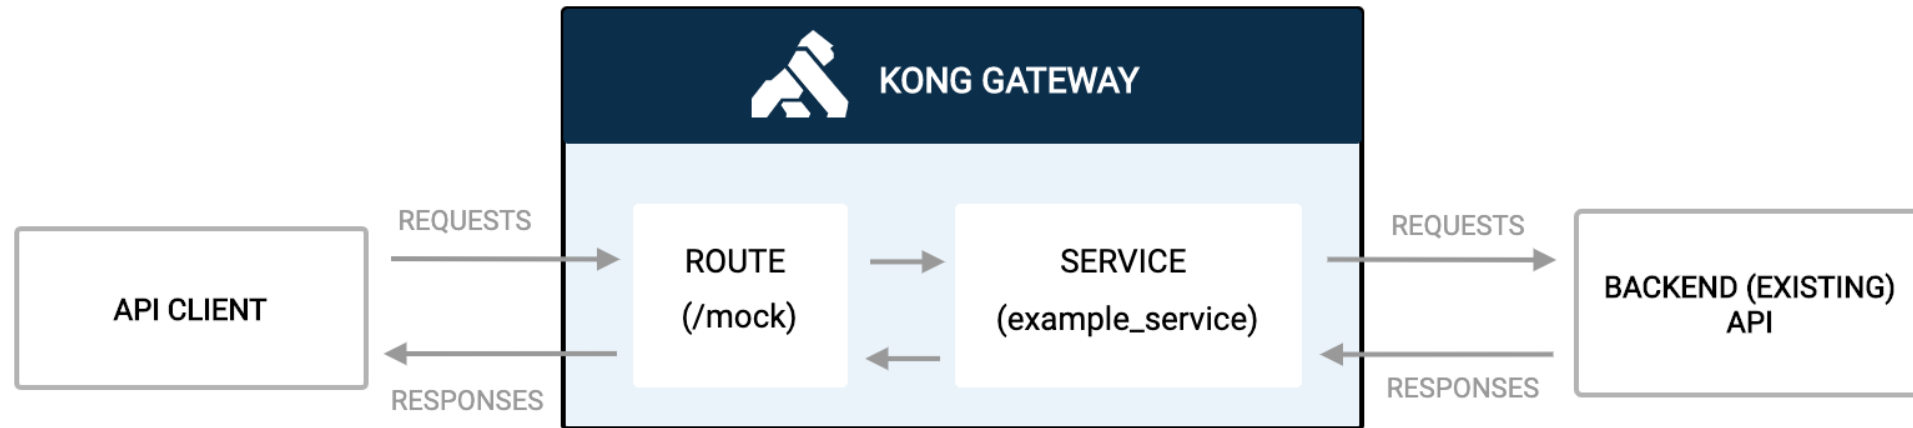 KONG GATEWAY
API CLIENT
REQUESTS
RESPONSES
ROUTE
(/mock)
SERVICE
(example_service)
REQUESTS
RESPONSES
BACKEND (EXISTING)
API